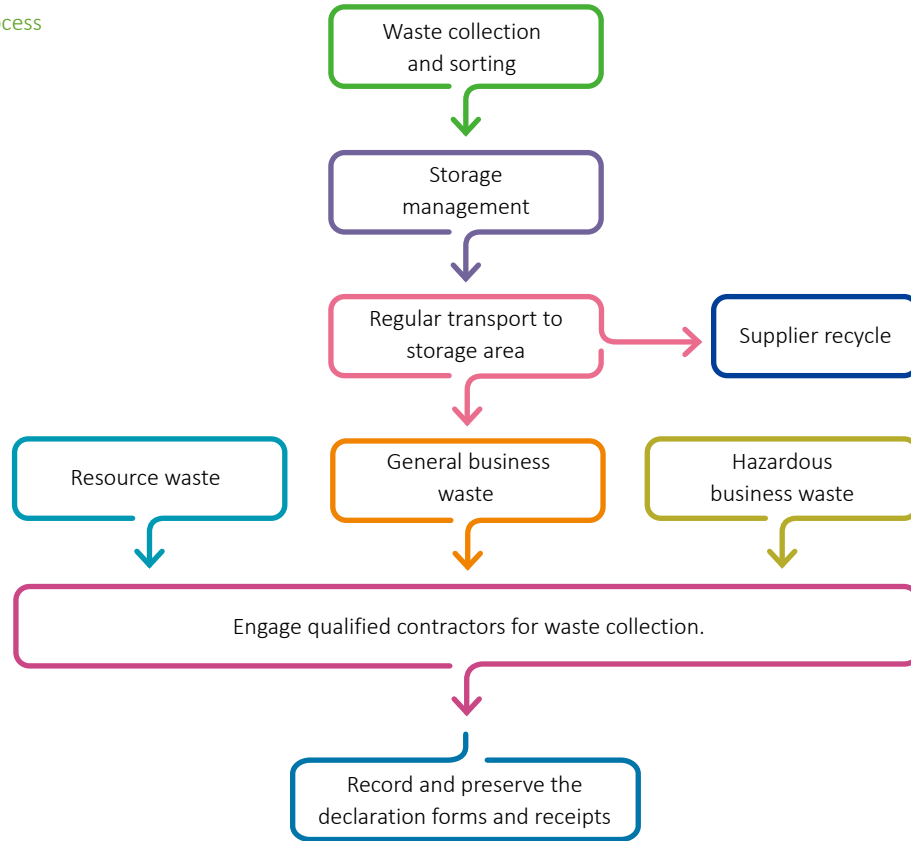 Waste collection
and sorting
Storage
management
Regular transport to
storage area
Supplier recycle
Resource waste
General business
waste
Hazardous
business waste
Engage qualified contractors for waste collection.
Record and preserve the
declaration forms and receipts